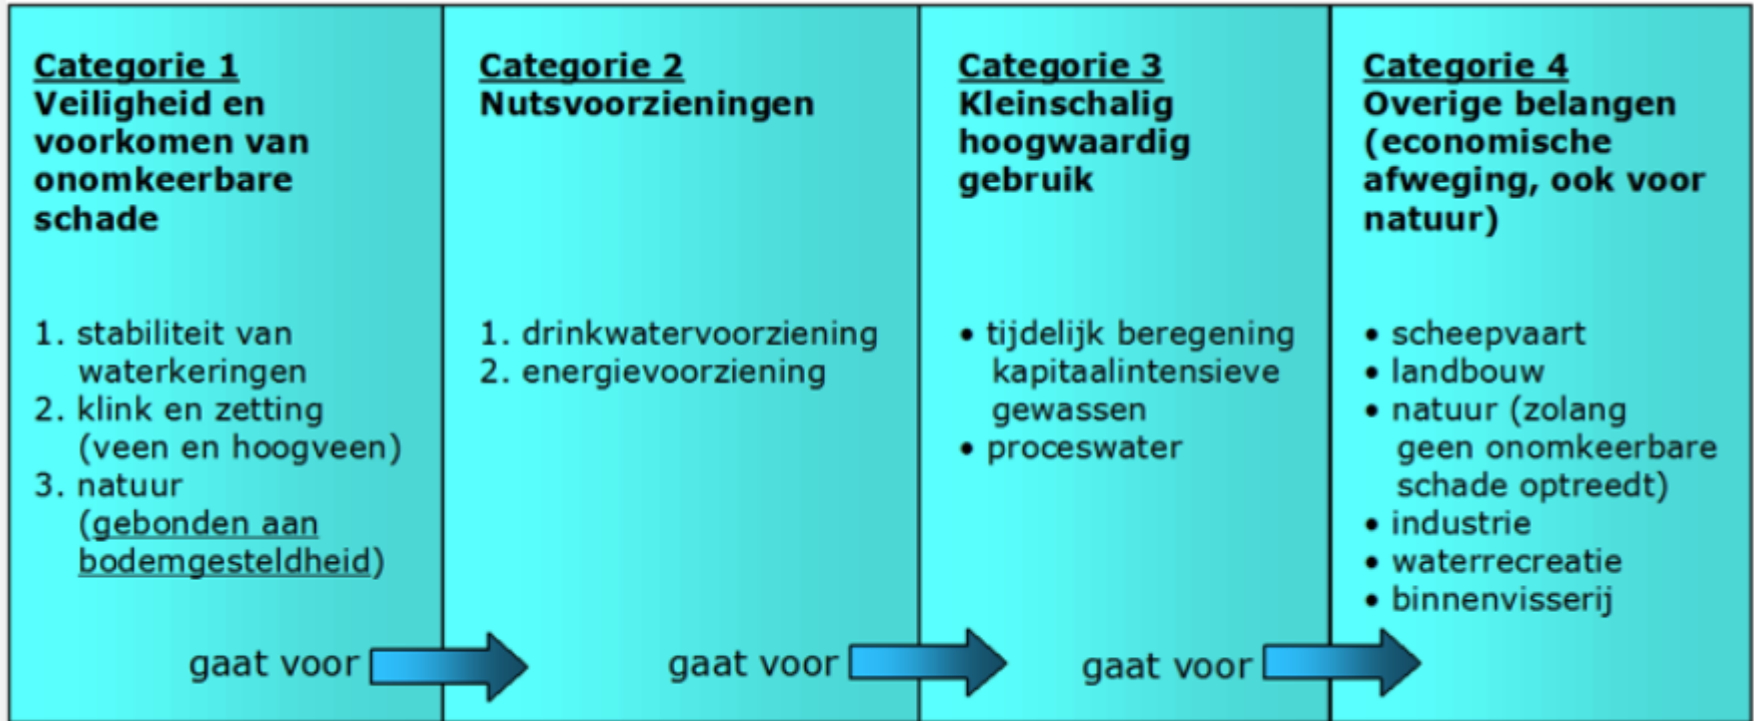 Categorie 1
Veiligheid en
voorkomen van
onomkeerbare
schade
1. stabiliteit van
waterkeringen
2. klink en zetting
(veen en hoogveen)
3. natuur
(gebonden aan
bodemgesteldheid)
gaat voor
Categorie 2
Nutsvoorzieningen
1. drinkwatervoorziening
2. energievoorziening
gaat voor
Categorie 3
Kleinschalig
hoogwaardig
gebruik
• tijdelijk beregening
kapitaalintensieve
gewassen
• proceswater
gaat voor
Categorie 4
Overige belangen
(economische
afweging, ook voor
natuur)
• scheepvaart
• landbouw
• natuur (zolang
geen onomkeerbare
schade optreedt)
• industrie
• waterrecreatie
• binnenvisserij